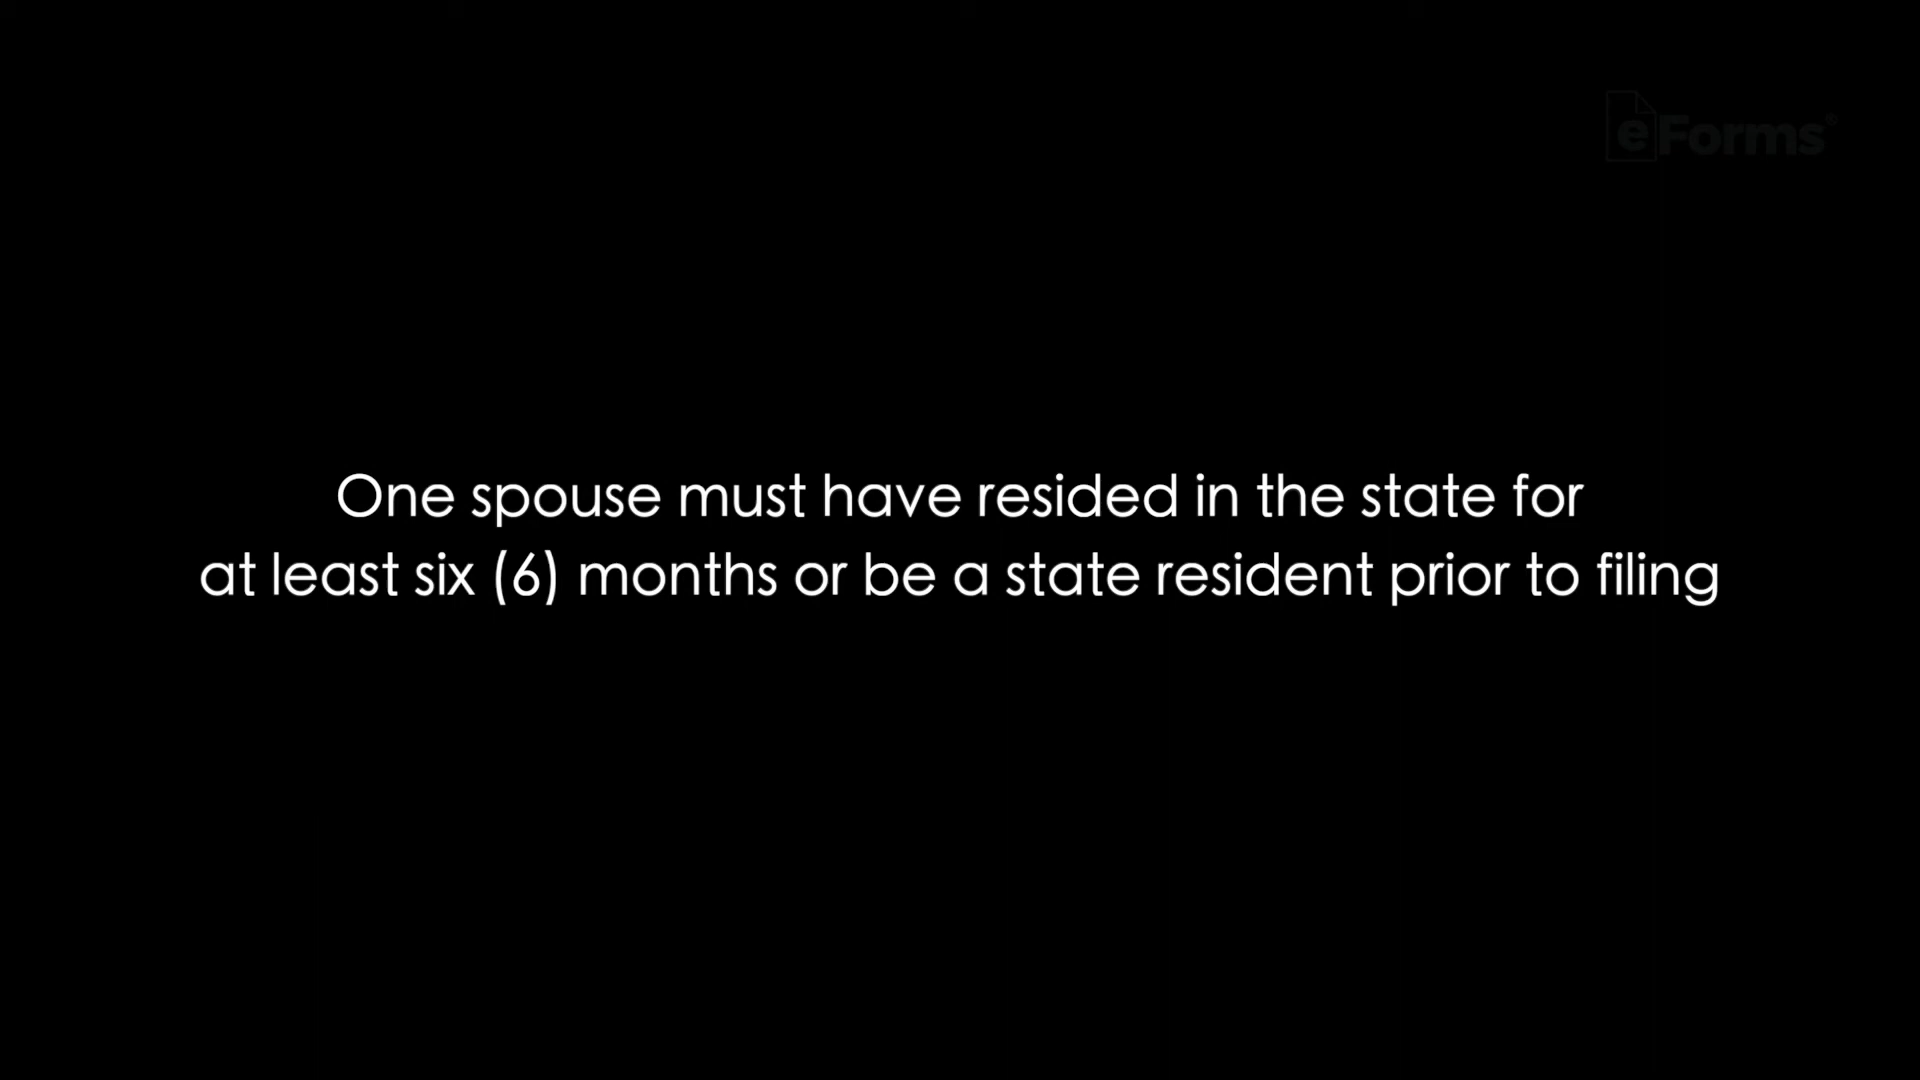 eForms®
One spouse must have resided in the state for
at least six (6) months or be a state resident prior to filing